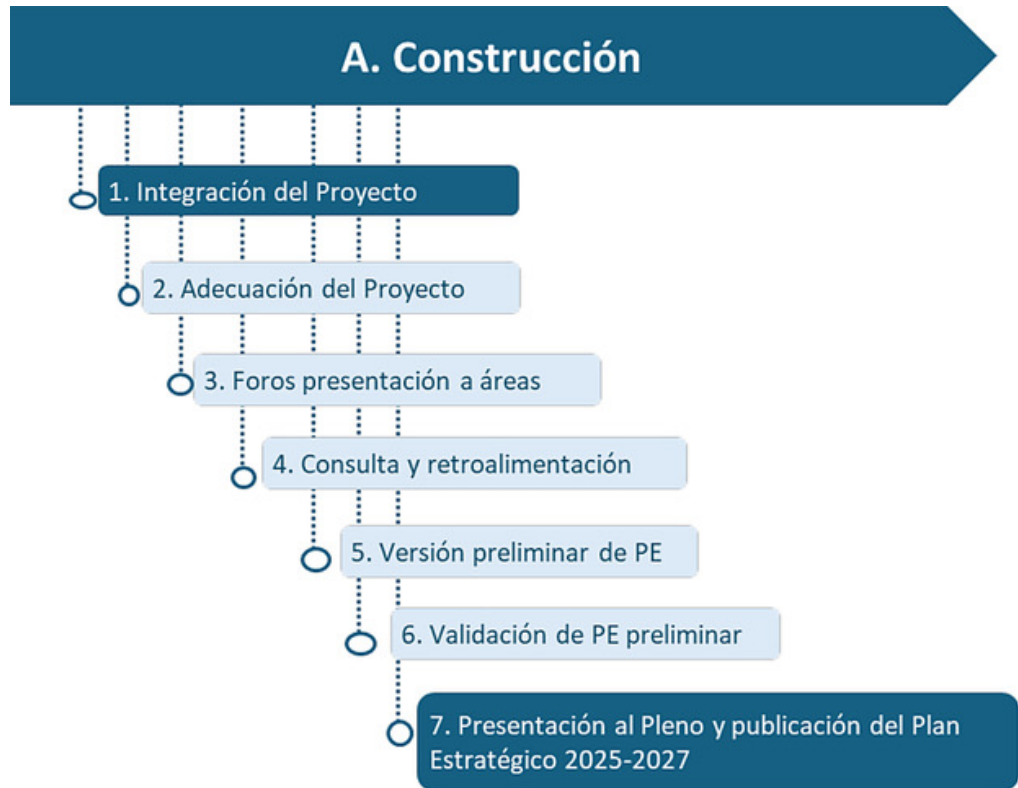 A. Construcción
1. Integración del Proyecto
2. Adecuación del Proyecto
3. Foros presentación a áreas
4. Consulta y retroalimentación
5. Versión preliminar de PE
6. Validación de PE preliminar
7. Presentación al Pleno y publicación del Plan
Estratégico 2025-2027